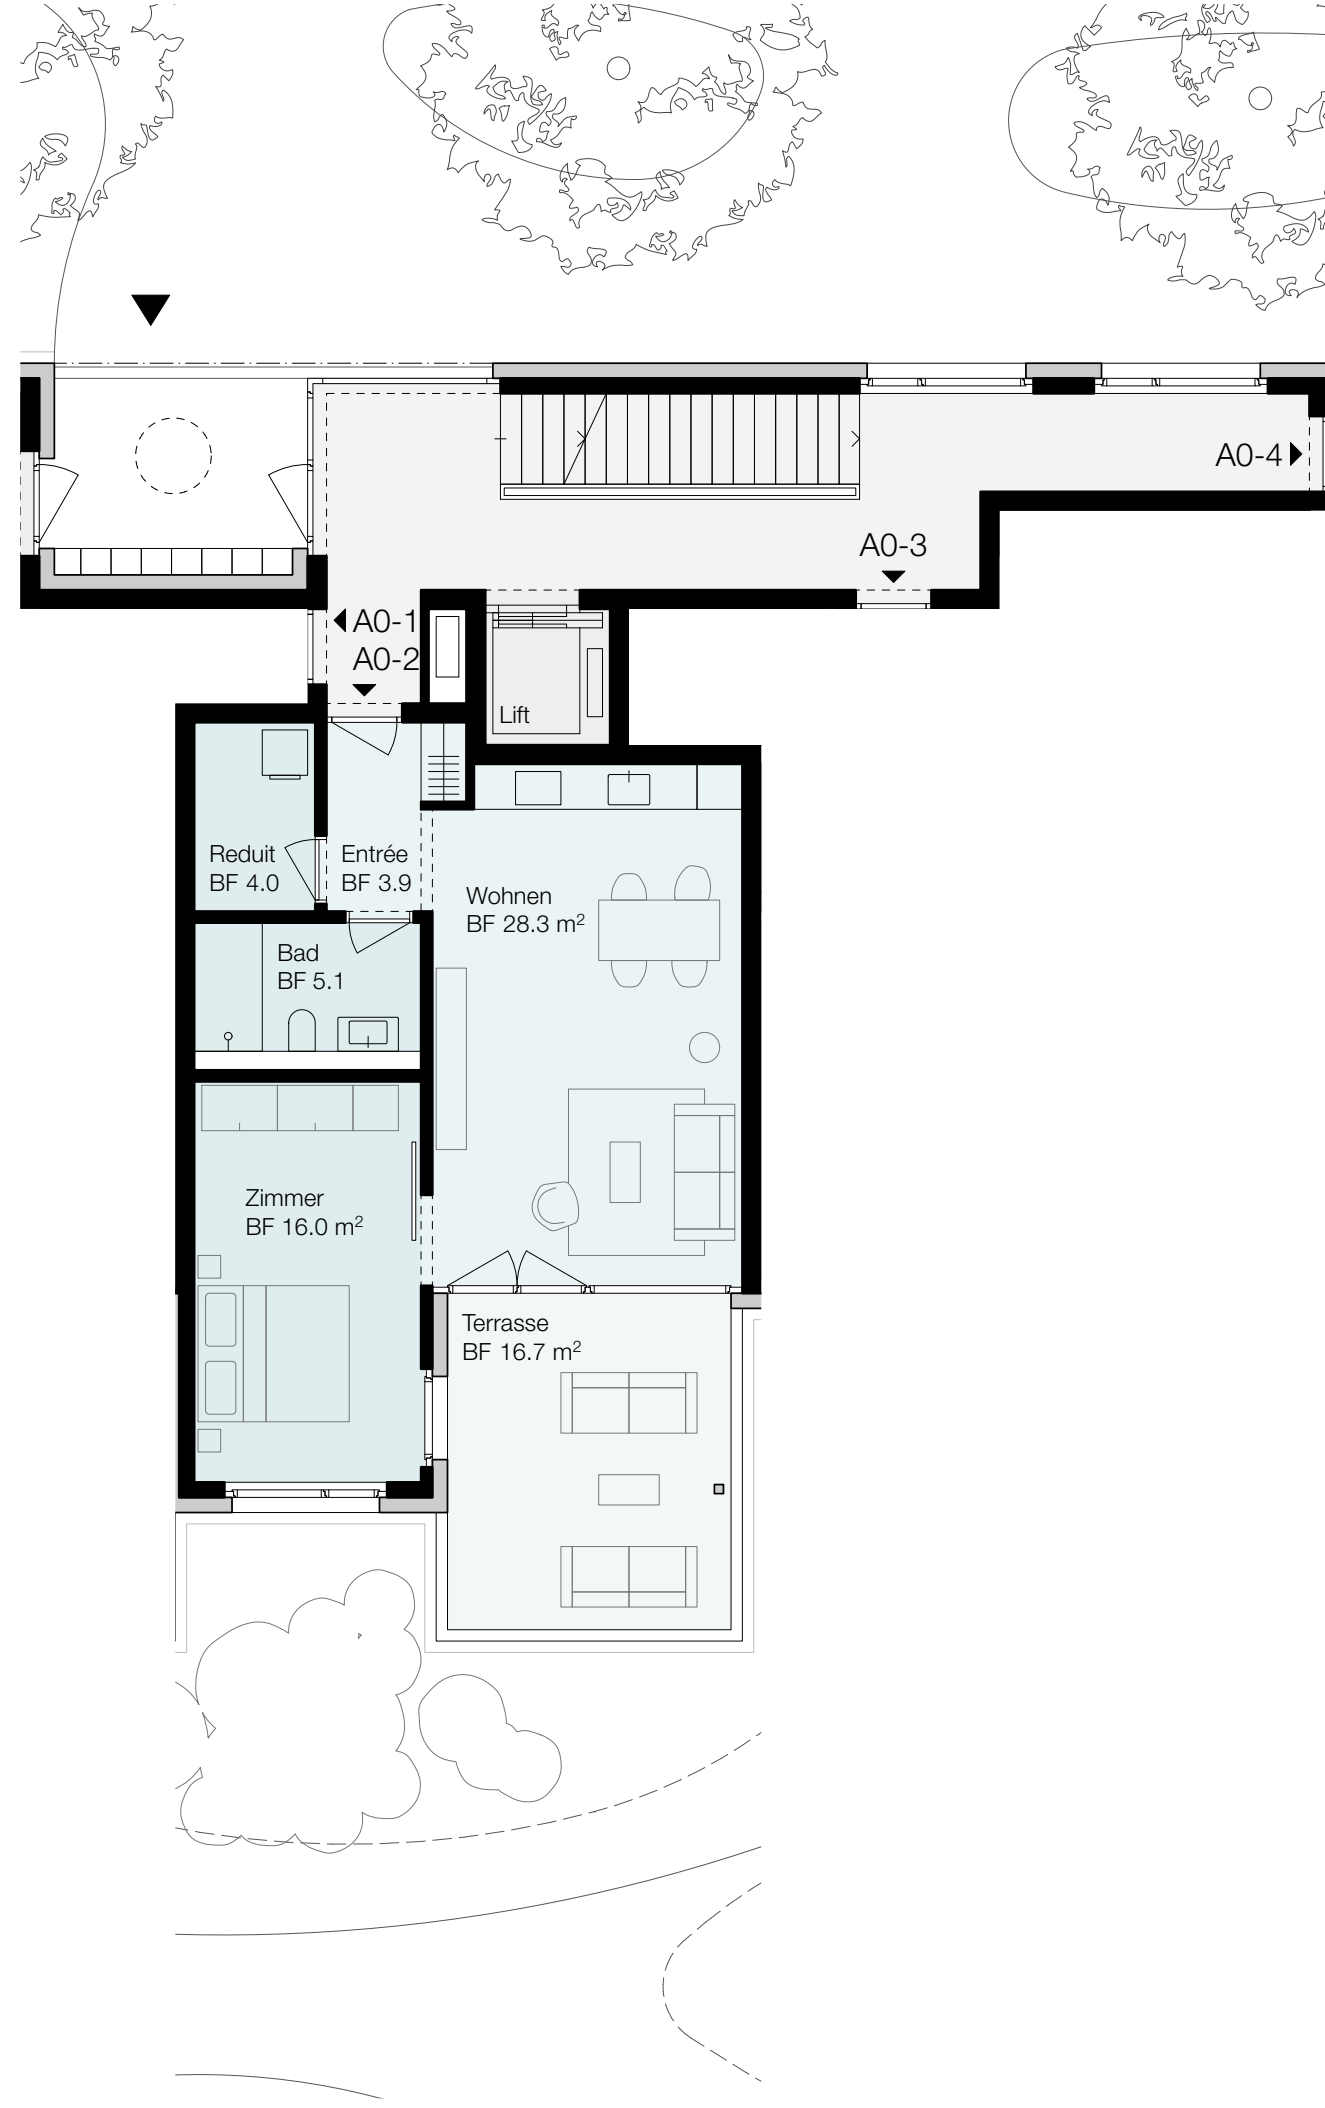 A0-4
A0-3
A0-1
A0-2
Lift
Reduit
BF 4.0
Entrée
BF 3.9
Wohnen
BF 28.3 m²
Bad
BF 5.1
Zimmer
BF 16.0 m²
Terrasse
BF 16.7 m²